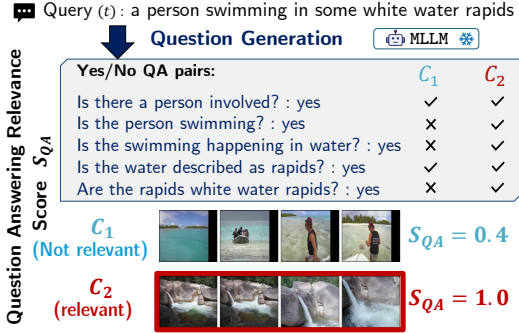 Query (t) : a person swimming in some white water rapids
Question Generation
MLLM
Question Answering Relevance
Score S_QA
Yes/No QA pairs: C_1 C_2
Is there a person involved? : yes ✓ ✓
Is the person swimming? : yes ✗ ✓
Is the swimming happening in water? : yes ✗ ✓
Is the water described as rapids? : yes ✓ ✓
Are the rapids white water rapids? : yes ✗ ✓
C_1
(Not relevant)
S_QA = 0.4
C_2
(relevant)
S_QA = 1.0